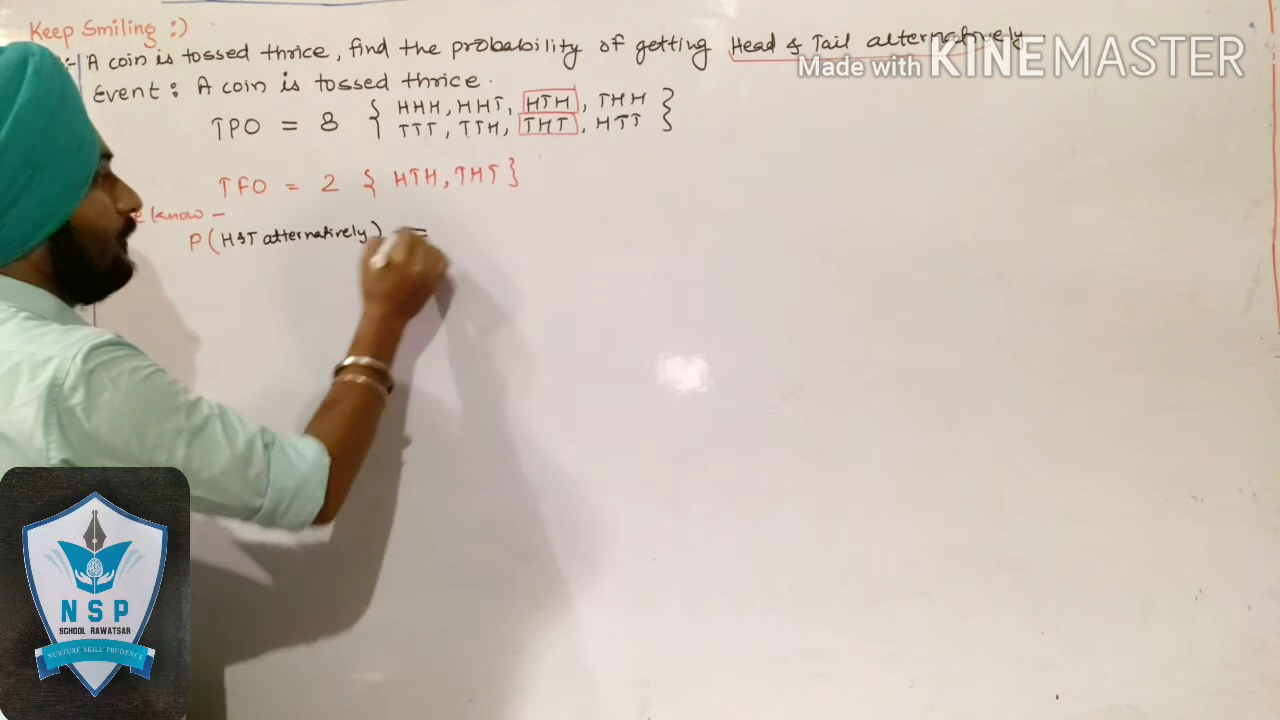 Keep Smiling :)
:- A coin is tossed thrice, find the probability of getting Head & Tail alternatively
Made with KINEMASTER
Event: A coin is tossed thrice.
TPO = 8 { HHH, HHT, HTH, THH
TTT, TTH, THT, HTT }
TFO = 2 { HTH, THT }
know -
P(H&T alternatively) =
NSP
SCHOOL RAWATSAR
NURTURE SKILL PRUDENCE